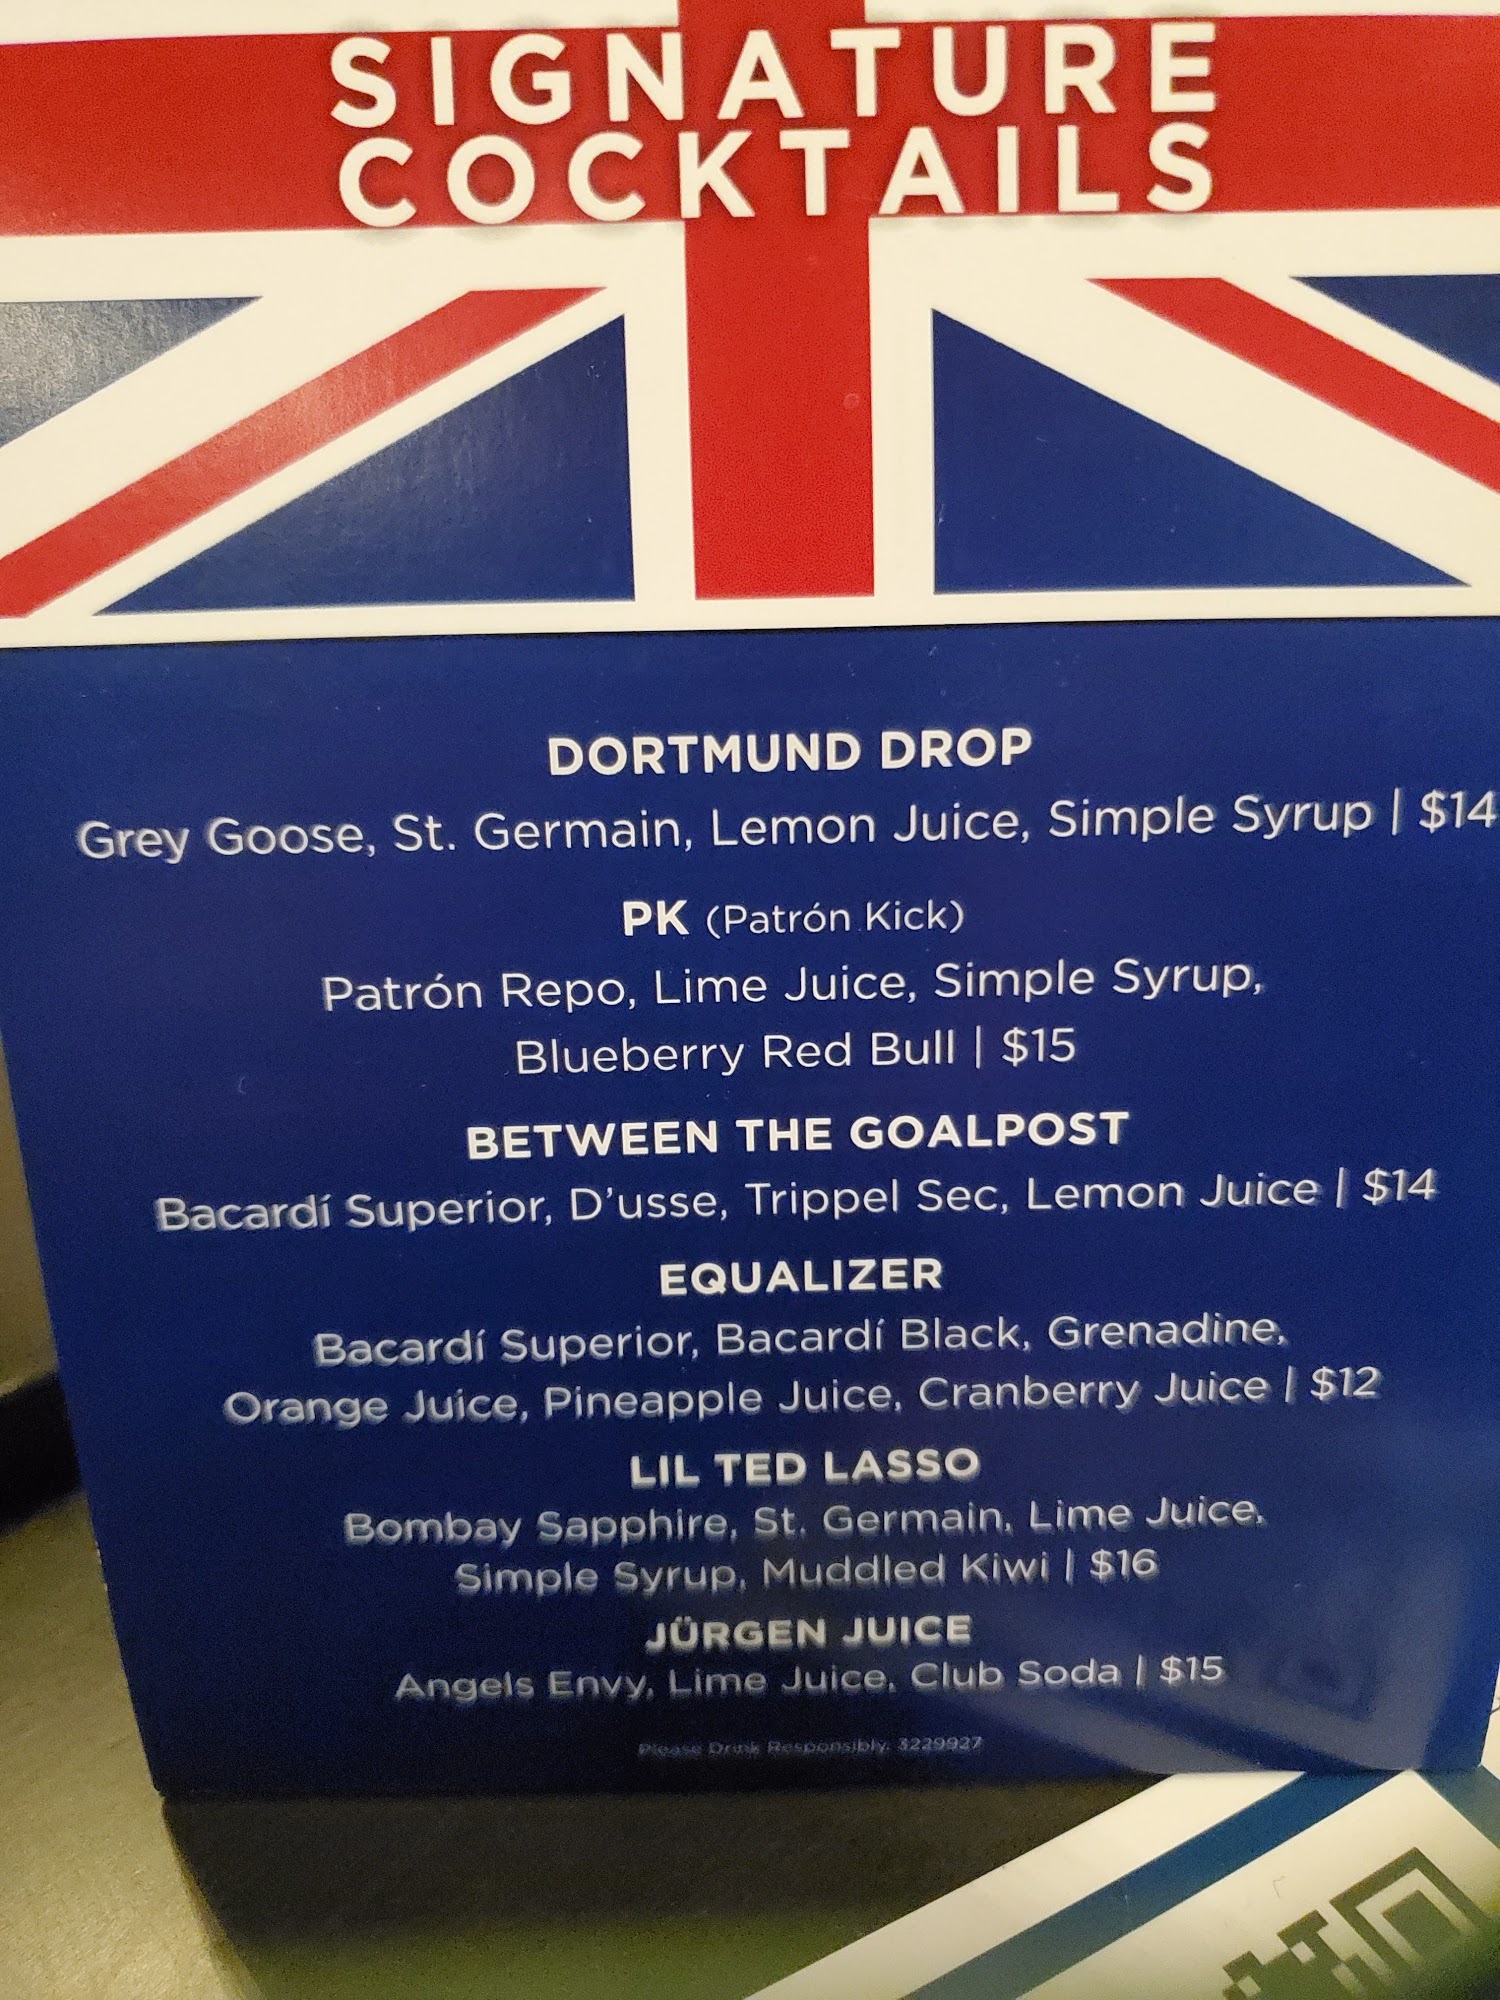 SIGNATURE
COCKTAILS
DORTMUND DROP
Grey Goose, St. Germain, Lemon Juice, Simple Syrup | $14
PK (Patrón Kick)
Patrón Repo, Lime Juice, Simple Syrup,
Blueberry Red Bull | $15
BETWEEN THE GOALPOST
Bacardí Superior, D'usse, Trippel Sec, Lemon Juice | $14
EQUALIZER
Bacardí Superior, Bacardí Black, Grenadine,
Orange Juice, Pineapple Juice, Cranberry Juice | $12
LIL TED LASSO
Bombay Sapphire, St. Germain, Lime Juice,
Simple Syrup, Muddled Kiwi | $16
JÜRGEN JUICE
Angels Envy, Lime Juice, Club Soda | $15
Please Drink Responsibly. 3229927